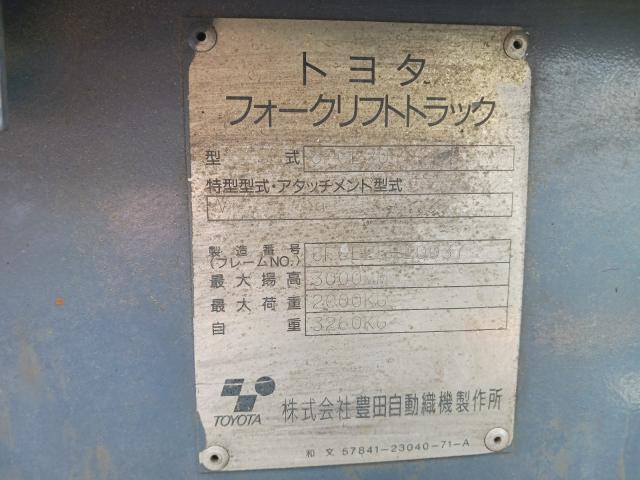 トヨタ
フォークリフトトラック
型式
特型型式・アタッチメント型式
V
製造番号
(フレームNO.)
最大揚高 3000MM
最大荷重
自重 3260KG
TOYOTA 株式会社豊田自動織機製作所
和文 57841-23040-71-A